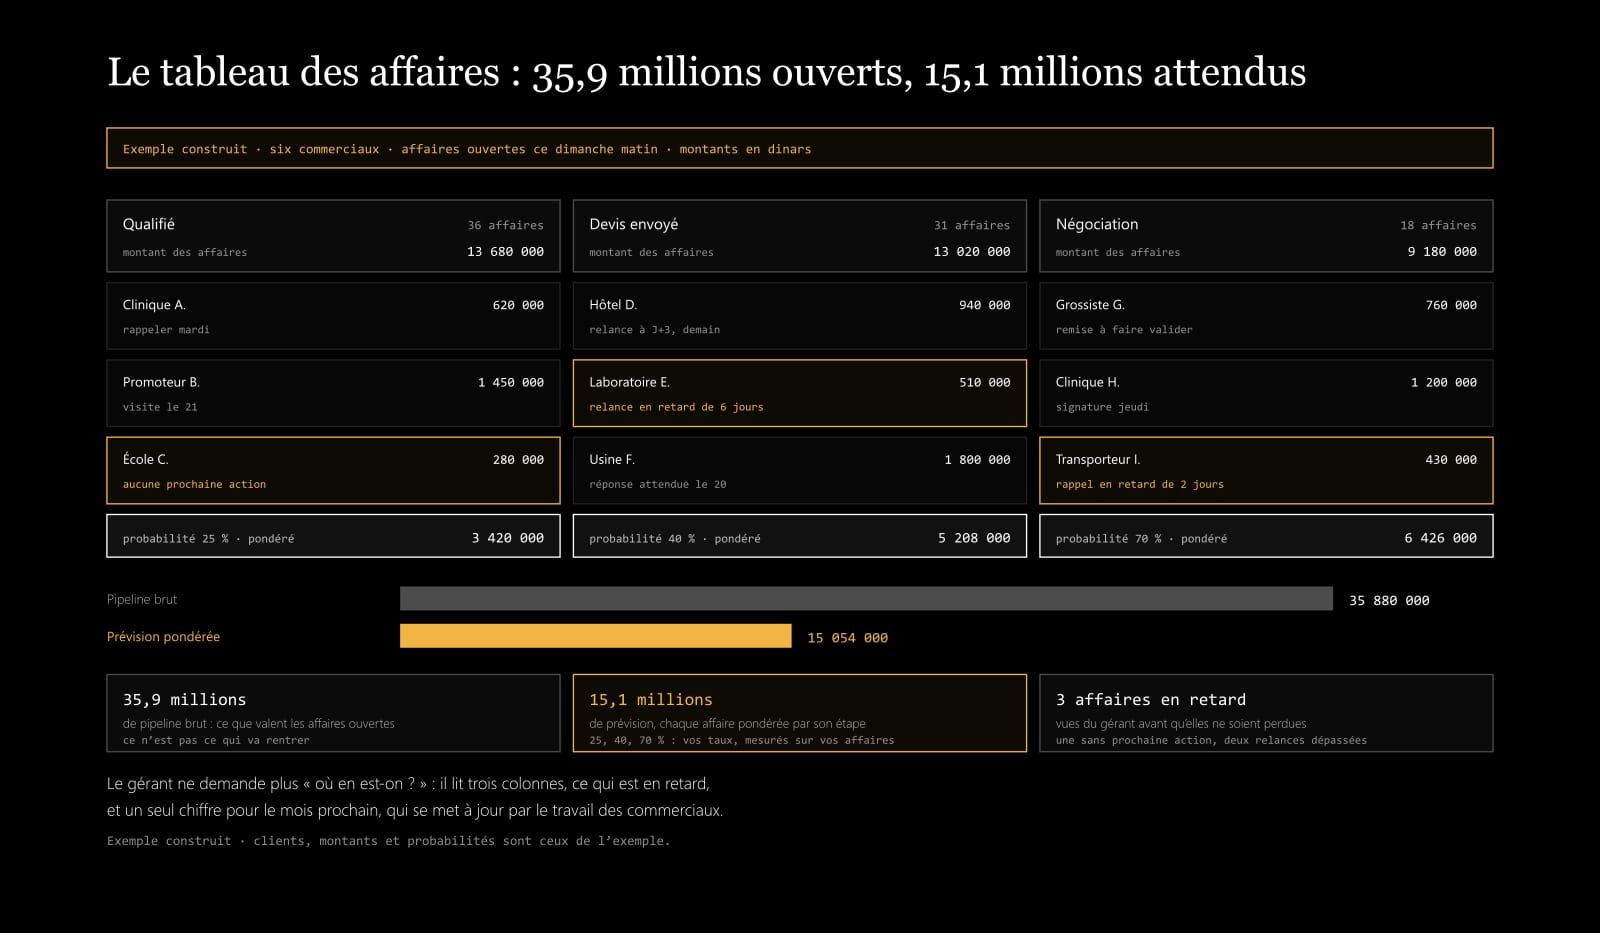 Le tableau des affaires : 35,9 millions ouverts, 15,1 millions attendus
Exemple construit · six commerciaux · affaires ouvertes ce dimanche matin · montants en dinars
Qualifié 36 affaires
montant des affaires 13 680 000
Clinique A. 620 000
rappeler mardi
Promoteur B. 1 450 000
visite le 21
École C. 280 000
aucune prochaine action
probabilité 25 % · pondéré 3 420 000
Devis envoyé 31 affaires
montant des affaires 13 020 000
Hôtel D. 940 000
relance à J+3, demain
Laboratoire E. 510 000
relance en retard de 6 jours
Usine F. 1 800 000
réponse attendue le 20
probabilité 40 % · pondéré 5 208 000
Négociation 18 affaires
montant des affaires 9 180 000
Grossiste G. 760 000
remise à faire valider
Clinique H. 1 200 000
signature jeudi
Transporteur I. 430 000
rappel en retard de 2 jours
probabilité 70 % · pondéré 6 426 000
Pipeline brut 35 880 000
Prévision pondérée 15 054 000
35,9 millions
de pipeline brut : ce que valent les affaires ouvertes
ce n’est pas ce qui va rentrer
15,1 millions
de prévision, chaque affaire pondérée par son étape
25, 40, 70 % : vos taux, mesurés sur vos affaires
3 affaires en retard
vues du gérant avant qu’elles ne soient perdues
une sans prochaine action, deux relances dépassées
Le gérant ne demande plus « où en est-on ? » : il lit trois colonnes, ce qui est en retard,
et un seul chiffre pour le mois prochain, qui se met à jour par le travail des commerciaux.
Exemple construit · clients, montants et probabilités sont ceux de l’exemple.